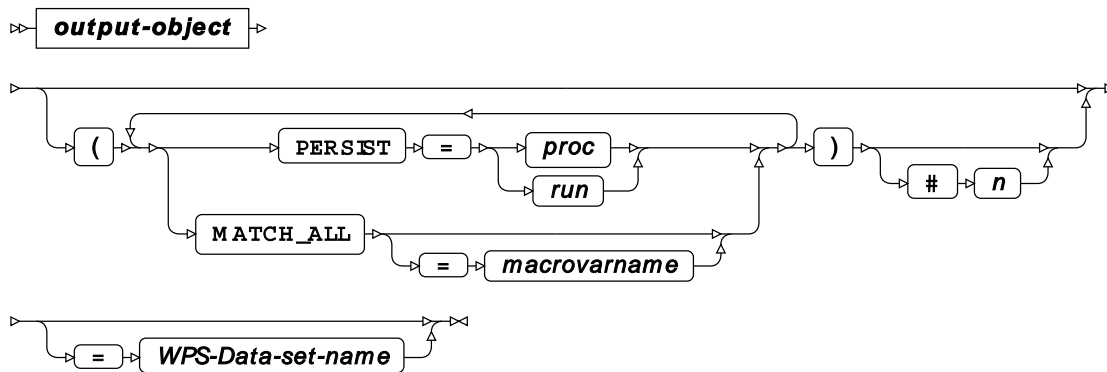 output-object
( PERSIST = proc ) # n
run
MATCH_ALL = macrovarname
= WPS-Data-set-name